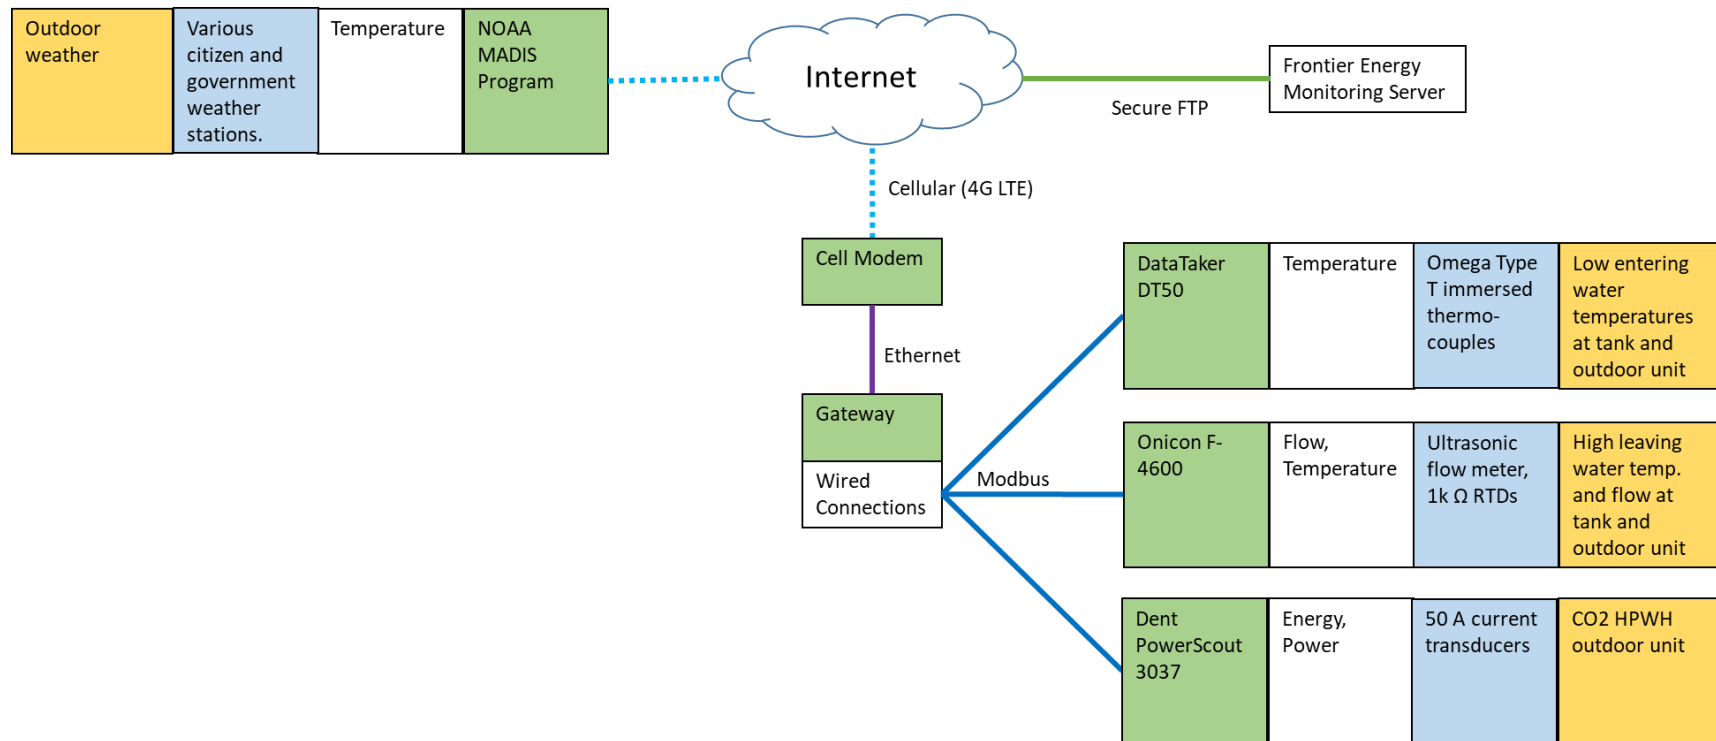 Outdoor
weather
Various
citizen and
government
weather
stations.
Temperature
NOAA
MADIS
Program
Internet
Secure FTP
Frontier Energy
Monitoring Server
Cellular (4G LTE)
Cell Modem
Ethernet
Gateway
Wired
Connections
Modbus
DataTaker
DT50
Temperature
Omega Type
T immersed
thermo-
couples
Low entering
water
temperatures
at tank and
outdoor unit
Onicon F-
4600
Flow,
Temperature
Ultrasonic
flow meter,
1k Ω RTDs
High leaving
water temp.
and flow at
tank and
outdoor unit
Dent
PowerScout
3037
Energy,
Power
50 A current
transducers
CO2 HPWH
outdoor unit